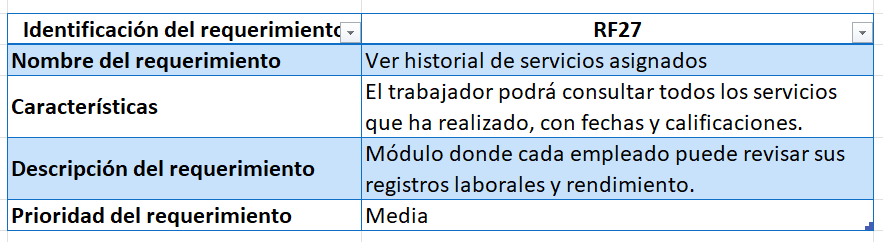 Identificación del requerimiento RF27
Nombre del requerimiento Ver historial de servicios asignados
Características El trabajador podrá consultar todos los servicios
que ha realizado, con fechas y calificaciones.
Descripción del requerimiento Módulo donde cada empleado puede revisar sus
registros laborales y rendimiento.
Prioridad del requerimiento Media